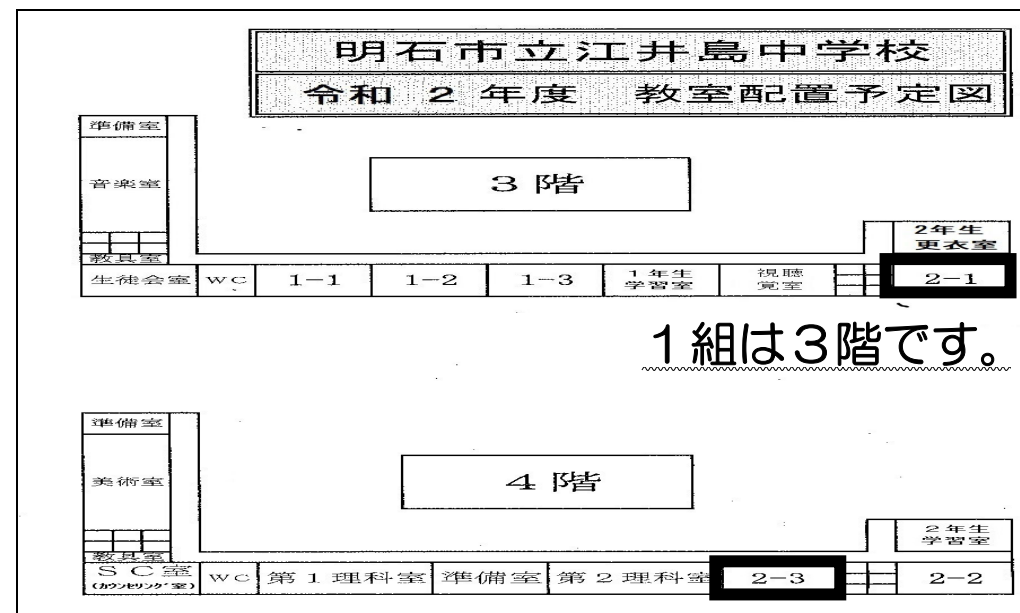 明石市立江井島中学校
令和 2 年度 教室配置予定図
準備室
音楽室
3 階
2年生
更衣室
教具室
生徒会室 WC 1-1 1-2 1-3 1年生学習室 視聴覚室 2-1
1組は3階です。
準備室
美術室
4 階
2年生
学習室
教具室
SC室
(カウンセリング室) WC 第1理科室 準備室 第2理科室 2-3 2-2